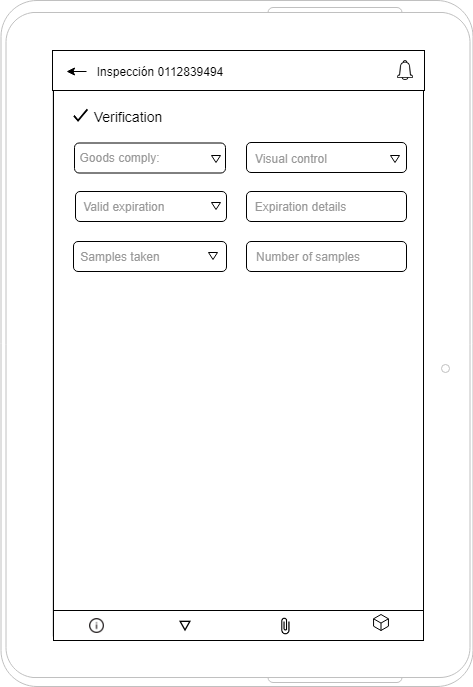 Inspección 0112839494
Verification
Goods comply:
Visual control
Valid expiration
Expiration details
Samples taken
Number of samples